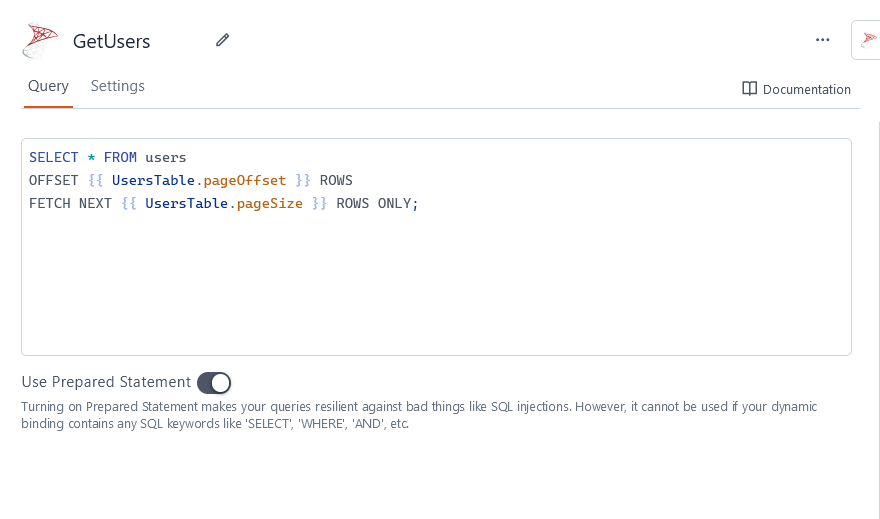 GetUsers
Query Settings
Documentation
SELECT * FROM users
OFFSET {{ UsersTable.pageOffset }} ROWS
FETCH NEXT {{ UsersTable.pageSize }} ROWS ONLY;
Use Prepared Statement
Turning on Prepared Statement makes your queries resilient against bad things like SQL injections. However, it cannot be used if your dynamic
binding contains any SQL keywords like 'SELECT', 'WHERE', 'AND', etc.